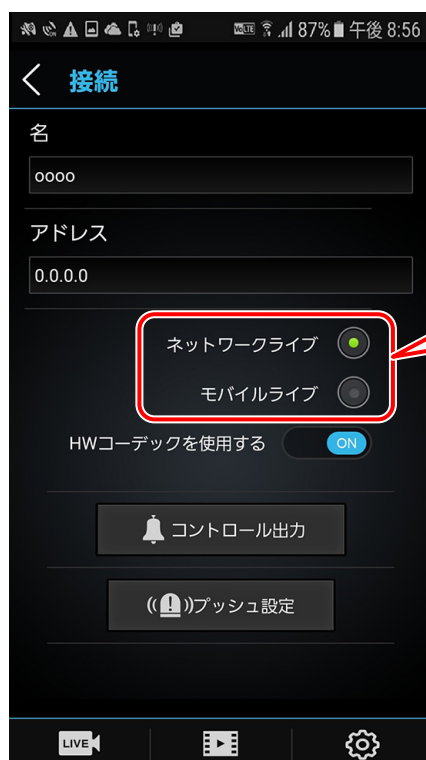 VoLTE 87% 午後 8:56
接続
名
oooo
アドレス
0.0.0.0
ネットワークライブ
モバイルライブ
HWコーデックを使用する ON
コントロール出力
プッシュ設定
LIVE